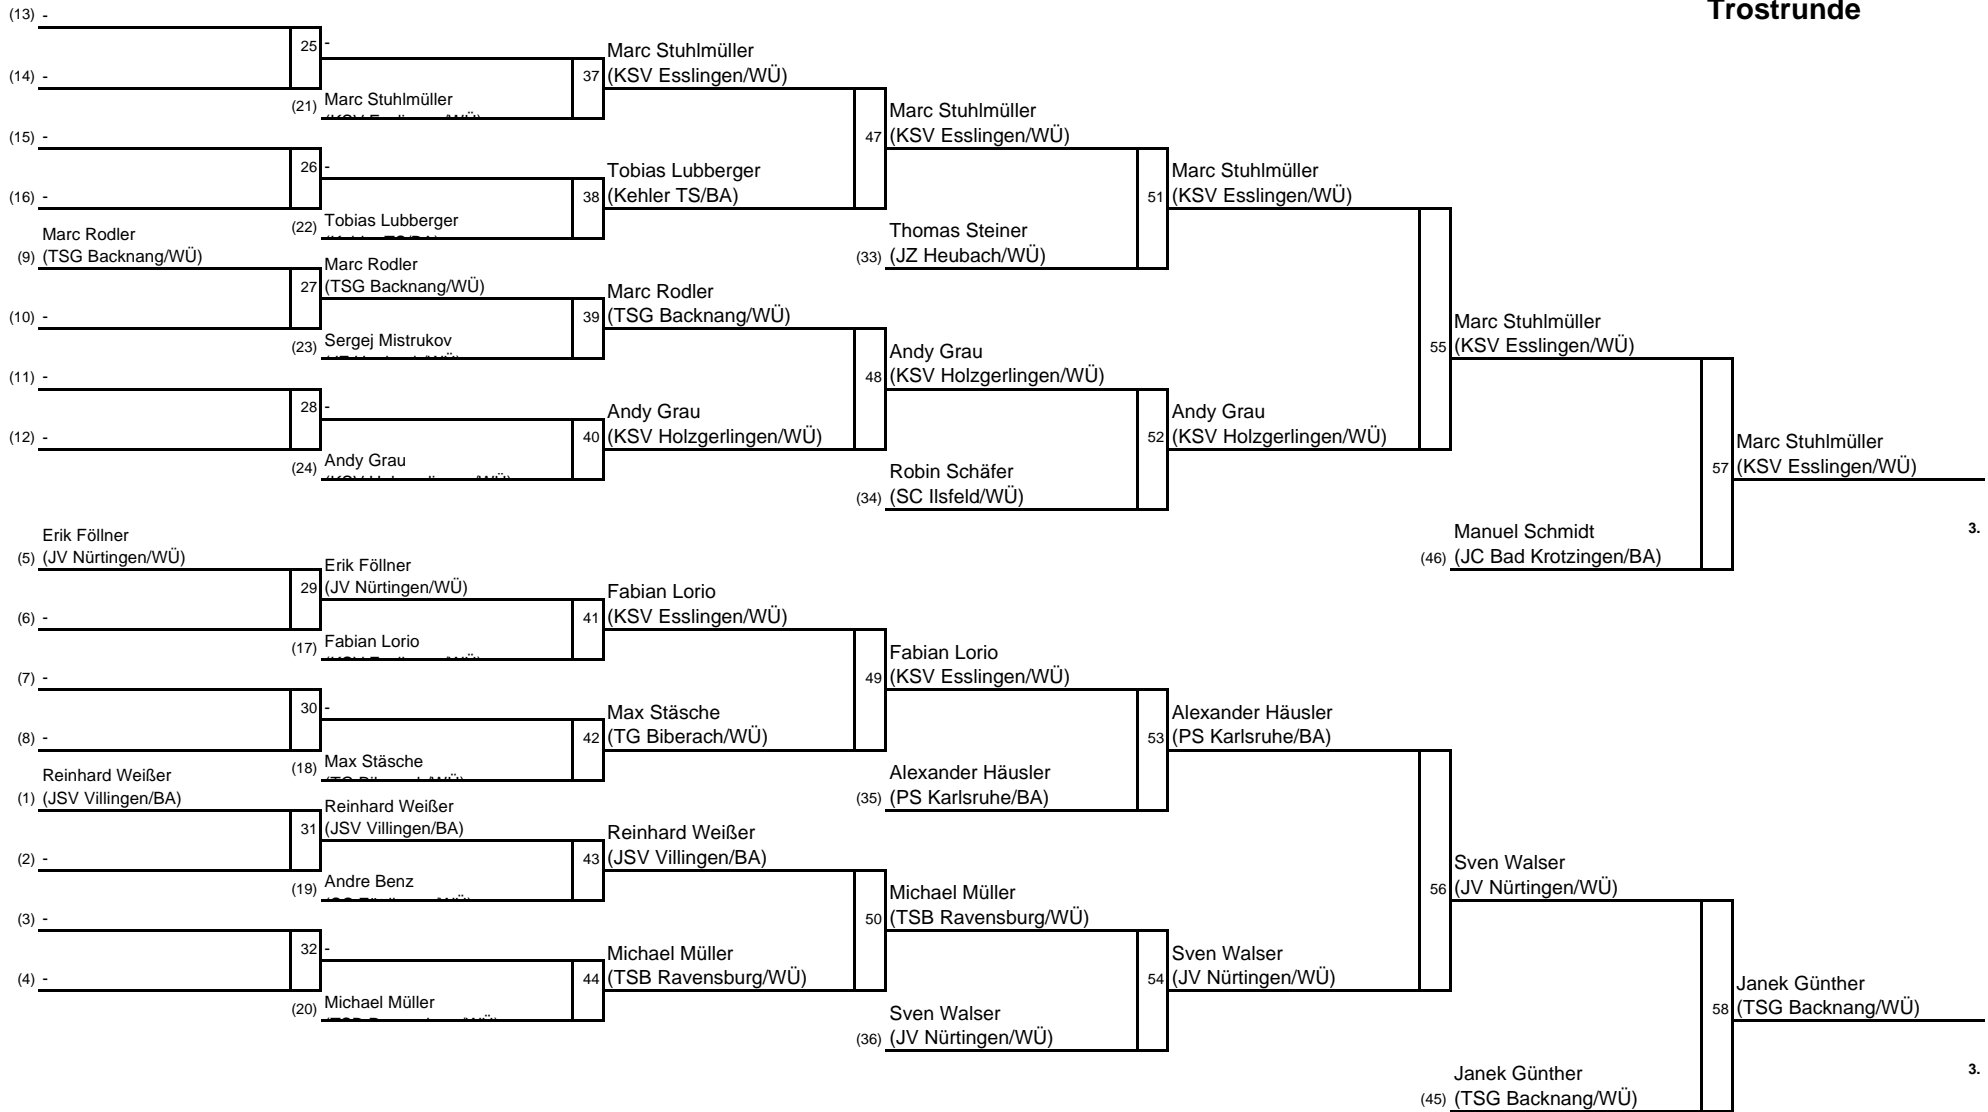 Trostrunde
(13) -
25 -
(14) -
(21) Marc Stuhlmüller
37
Marc Stuhlmüller
(KSV Esslingen/WÜ)
(15) -
26 -
(16) -
(22) Tobias Lubberger
38
Tobias Lubberger
(Kehler TS/BA)
47
Marc Stuhlmüller
(KSV Esslingen/WÜ)
Marc Rodler
(9) (TSG Backnang/WÜ)
27
Marc Rodler
(TSG Backnang/WÜ)
(10) -
(23) Sergej Mistrukov
39
Marc Rodler
(TSG Backnang/WÜ)
(11) -
28 -
(12) -
(24) Andy Grau
40
Andy Grau
(KSV Holzgerlingen/WÜ)
48
Andy Grau
(KSV Holzgerlingen/WÜ)
Thomas Steiner
(33) (JZ Heubach/WÜ)
51
Marc Stuhlmüller
(KSV Esslingen/WÜ)
Robin Schäfer
(34) (SC Ilsfeld/WÜ)
52
Andy Grau
(KSV Holzgerlingen/WÜ)
55
Marc Stuhlmüller
(KSV Esslingen/WÜ)
Manuel Schmidt
(46) (JC Bad Krotzingen/BA)
57
Marc Stuhlmüller
(KSV Esslingen/WÜ)
3.
Erik Föllner
(5) (JV Nürtingen/WÜ)
29
Erik Föllner
(JV Nürtingen/WÜ)
(6) -
(17) Fabian Lorio
41
Fabian Lorio
(KSV Esslingen/WÜ)
(7) -
30 -
(8) -
(18) Max Stäsche
42
Max Stäsche
(TG Biberach/WÜ)
49
Fabian Lorio
(KSV Esslingen/WÜ)
Reinhard Weißer
(1) (JSV Villingen/BA)
31
Reinhard Weißer
(JSV Villingen/BA)
(2) -
(19) Andre Benz
43
Reinhard Weißer
(JSV Villingen/BA)
(3) -
32 -
(4) -
(20) Michael Müller
44
Michael Müller
(TSB Ravensburg/WÜ)
50
Michael Müller
(TSB Ravensburg/WÜ)
Alexander Häusler
(35) (PS Karlsruhe/BA)
53
Alexander Häusler
(PS Karlsruhe/BA)
Sven Walser
(36) (JV Nürtingen/WÜ)
54
Sven Walser
(JV Nürtingen/WÜ)
56
Sven Walser
(JV Nürtingen/WÜ)
Janek Günther
(45) (TSG Backnang/WÜ)
58
Janek Günther
(TSG Backnang/WÜ)
3.